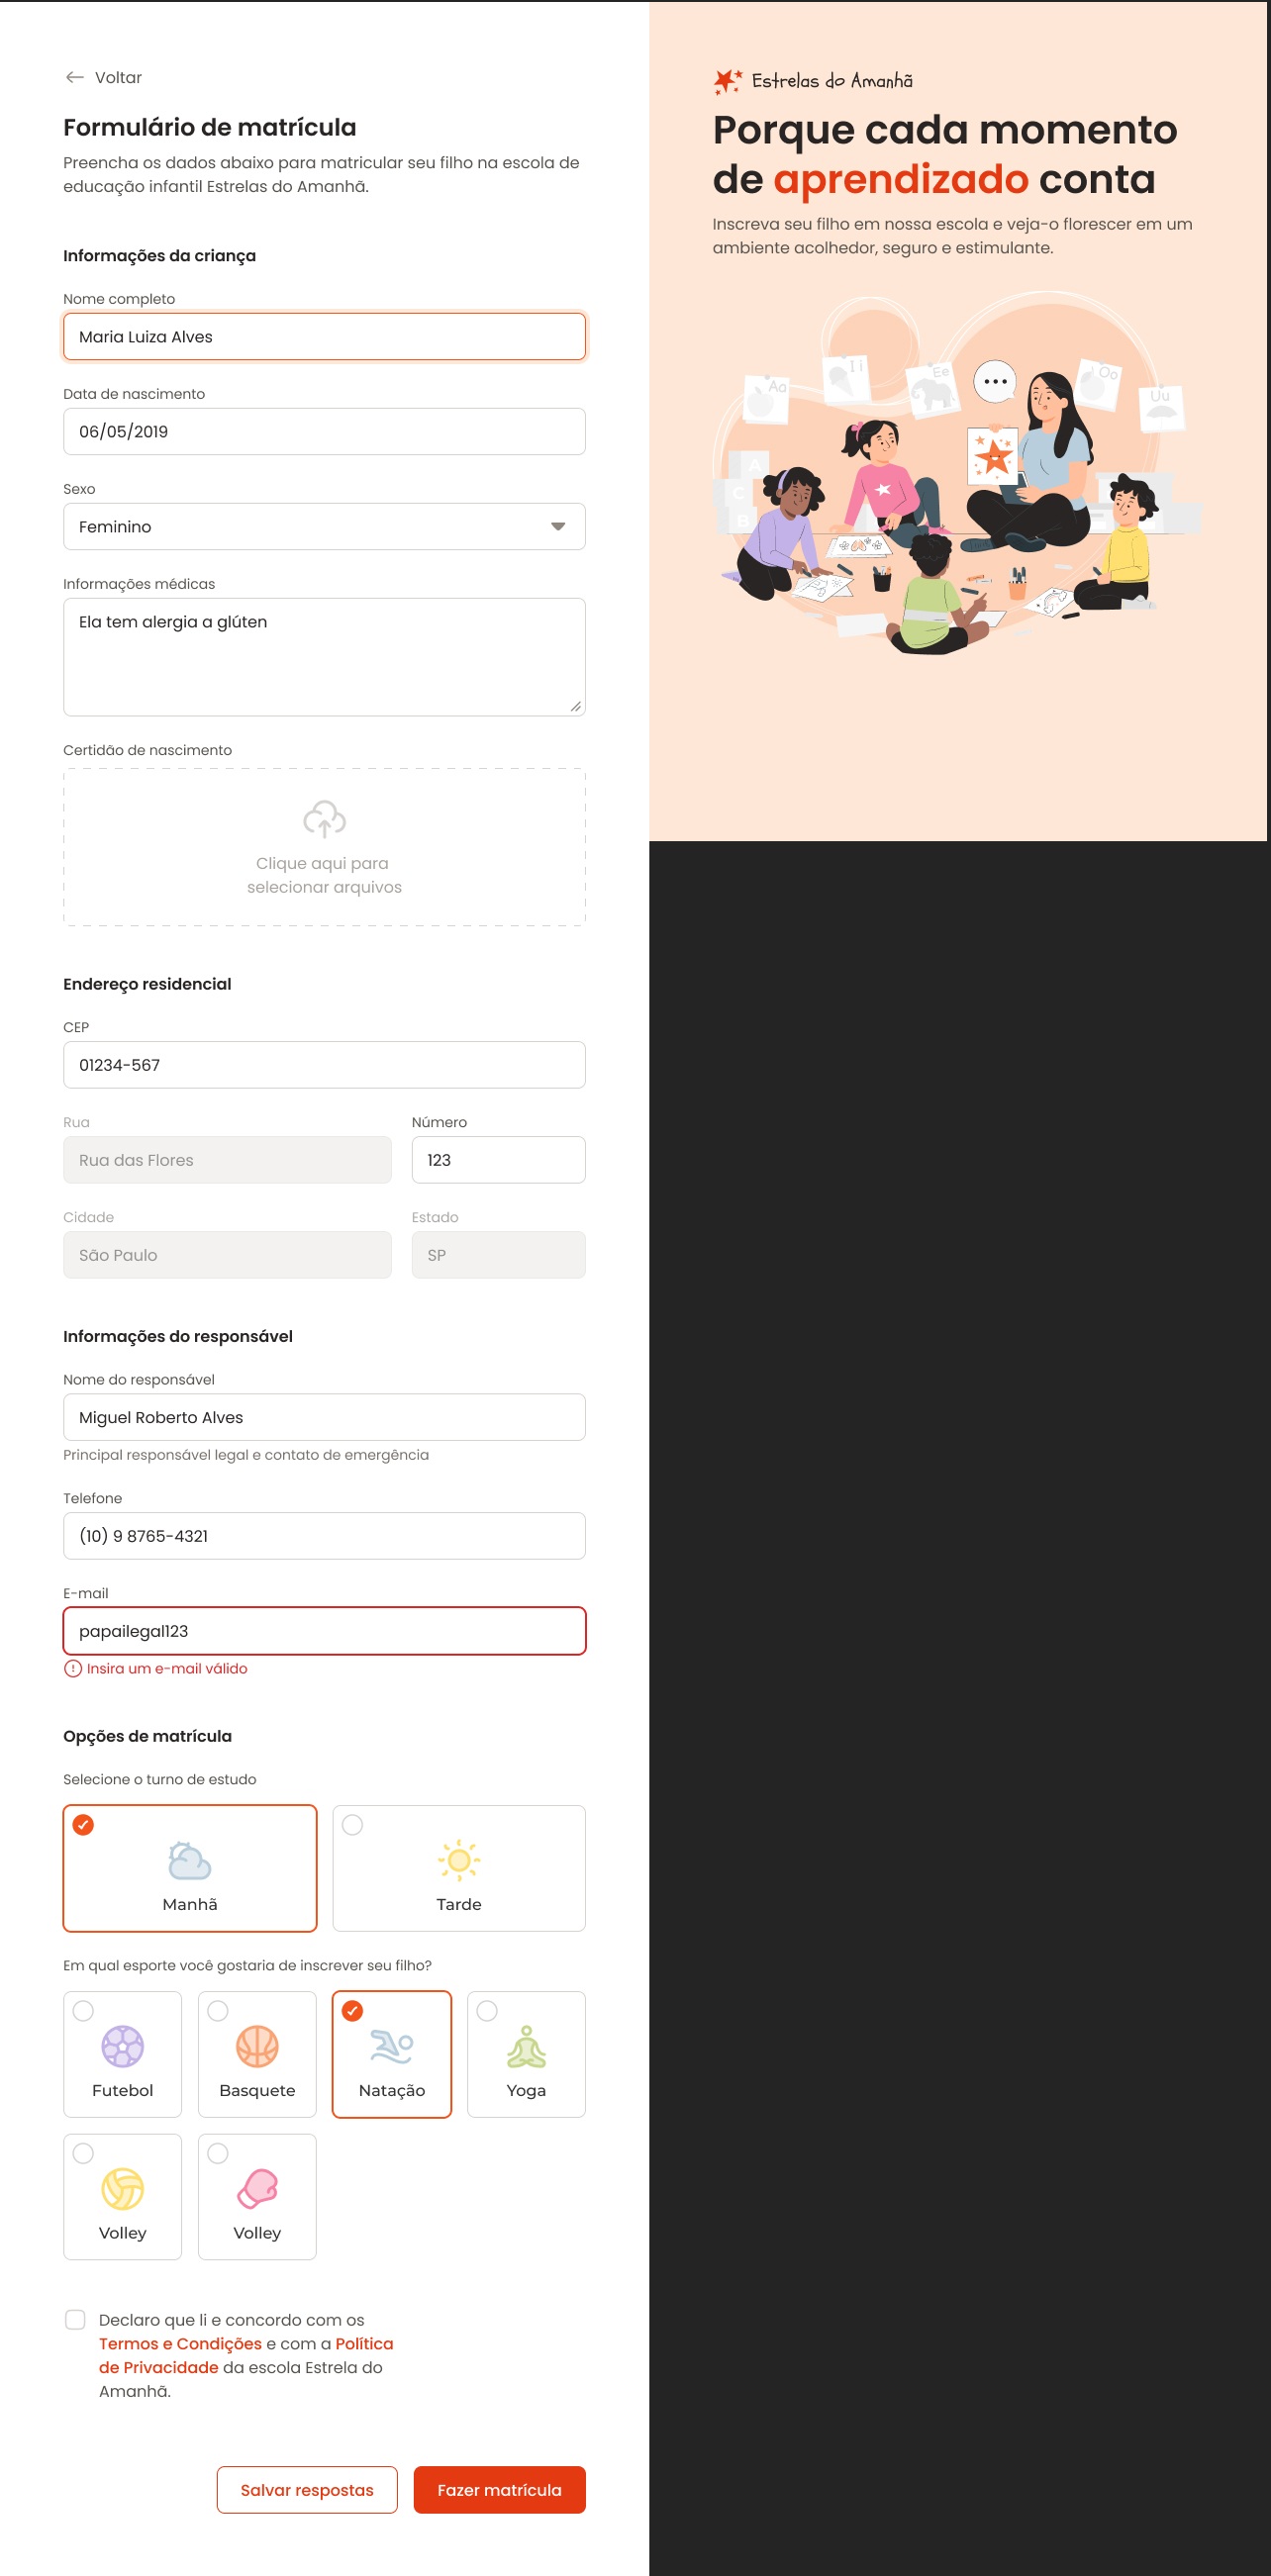 Voltar
Formulário de matrícula
Preencha os dados abaixo para matricular seu filho na escola de
educação infantil Estrelas do Amanhã.
Informações da criança
Nome completo
Maria Luiza Alves
Data de nascimento
06/05/2019
Sexo
Feminino
Informações médicas
Ela tem alergia a glúten
Certidão de nascimento
Clique aqui para
selecionar arquivos
Endereço residencial
CEP
01234-567
Rua
Número
Rua das Flores
123
Cidade
Estado
São Paulo
SP
Informações do responsável
Nome do responsável
Miguel Roberto Alves
Principal responsável legal e contato de emergência
Telefone
(10) 9 8765-4321
E-mail
papailegal123
Insira um e-mail válido
Opções de matrícula
Selecione o turno de estudo
Manhã
Tarde
Em qual esporte você gostaria de inscrever seu filho?
Futebol
Basquete
Natação
Yoga
Volley
Volley
Declaro que li e concordo com os
Termos e Condições e com a Política
de Privacidade da escola Estrela do
Amanhã.
Salvar respostas
Fazer matrícula
Estrelas do Amanhã
Porque cada momento
de aprendizado conta
Inscreva seu filho em nossa escola e veja-o florescer em um
ambiente acolhedor, seguro e estimulante.
Aa
Ii
Ee
Oo
Uu
A
C
B